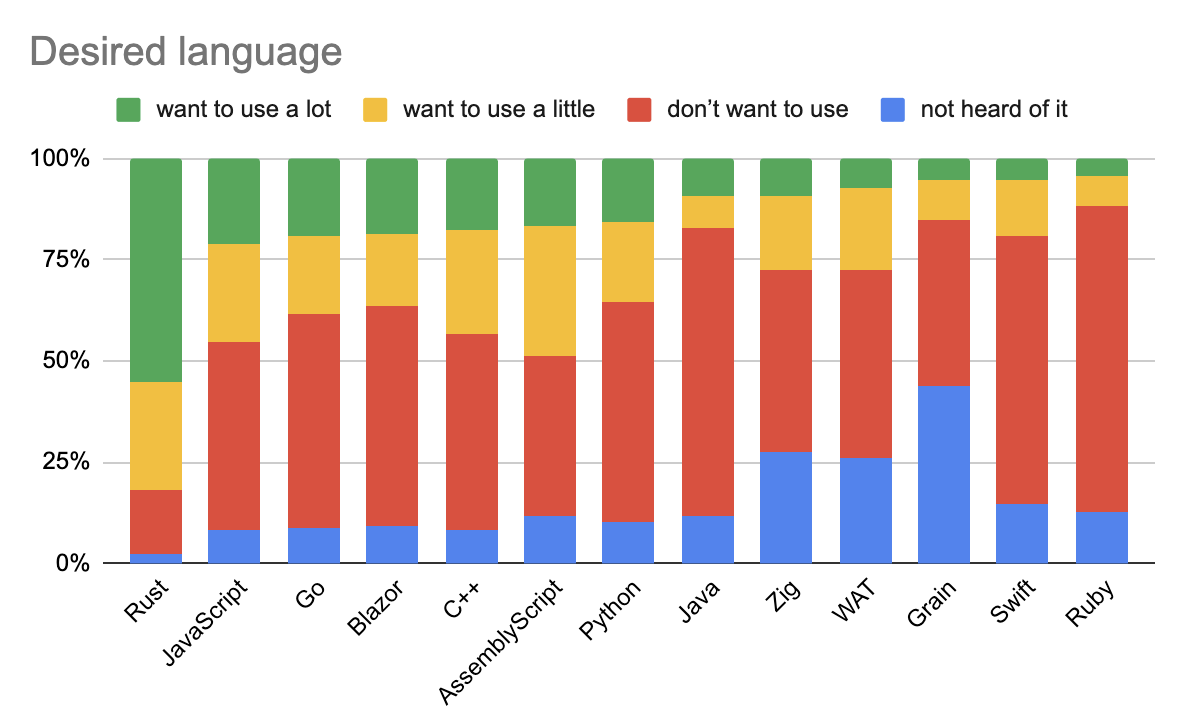 Desired language
want to use a lot want to use a little don’t want to use not heard of it
100%
75%
50%
25%
0%
Rust JavaScript Go Blazor C++ AssemblyScript Python Java Zig WAT Grain Swift Ruby